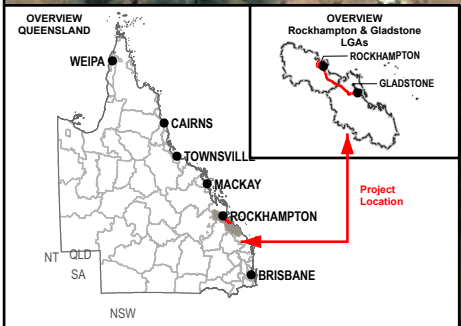 OVERVIEW
QUEENSLAND
WEIPA
CAIRNS
TOWNSVILLE
MACKAY
ROCKHAMPTON
BRISBANE
NT
QLD
SA
NSW
OVERVIEW
Rockhampton & Gladstone
LGAs
ROCKHAMPTON
GLADSTONE
Project
Location